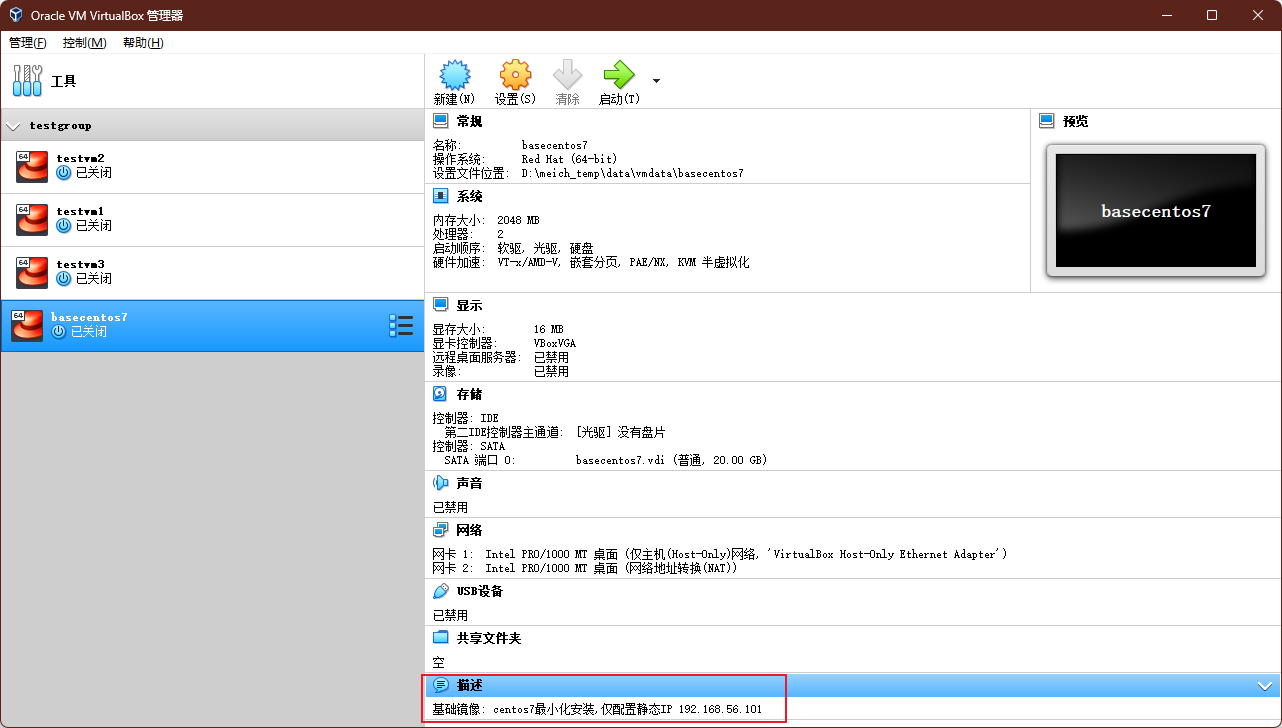 Oracle VM VirtualBox 管理器
管理(F) 控制(M) 帮助(H)
工具
新建(N) 设置(S) 清除 启动(T)
testgroup
64
testvm2
已关闭
64
testvm1
已关闭
64
testvm3
已关闭
64
basecentos7
已关闭
常规
名称: basecentos7
操作系统: Red Hat (64-bit)
设置文件位置: D:\meich_temp\data\vmdata\basecentos7
预览
basecentos7
系统
内存大小: 2048 MB
处理器: 2
启动顺序: 软驱, 光驱, 硬盘
硬件加速: VT-x/AMD-V, 嵌套分页, PAE/NX, KVM 半虚拟化
显示
显存大小: 16 MB
显卡控制器: VBoxVGA
远程桌面服务器: 已禁用
录像: 已禁用
存储
控制器: IDE
第二IDE控制器主通道: [光驱] 没有盘片
控制器: SATA
SATA 端口 0: basecentos7.vdi (普通, 20.00 GB)
声音
已禁用
网络
网卡 1: Intel PRO/1000 MT 桌面 (仅主机(Host-Only)网络, 'VirtualBox Host-Only Ethernet Adapter')
网卡 2: Intel PRO/1000 MT 桌面 (网络地址转换(NAT))
USB设备
已禁用
共享文件夹
空
描述
基础镜像: centos7最小化安装,仅配置静态IP 192.168.56.101